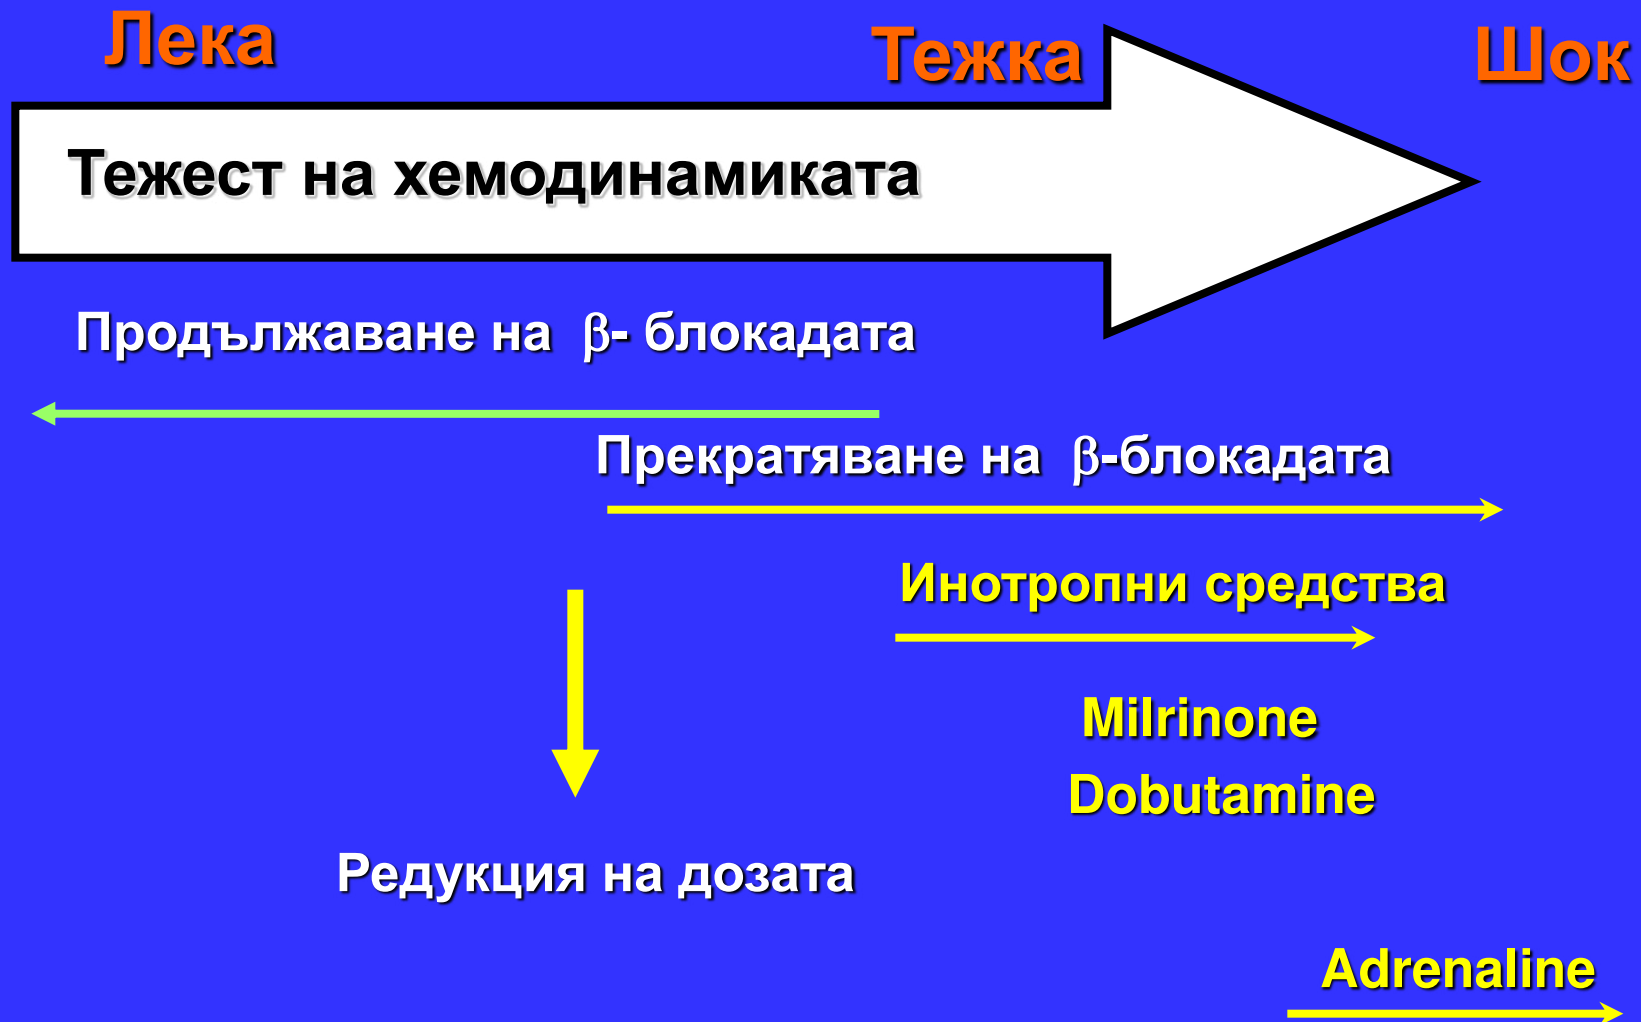 Лека
Тежка
Шок
Тежест на хемодинамиката
Продължаване на β- блокадата
Прекратяване на β-блокадата
Инотропни средства
Milrinone
Dobutamine
Редукция на дозата
Adrenaline